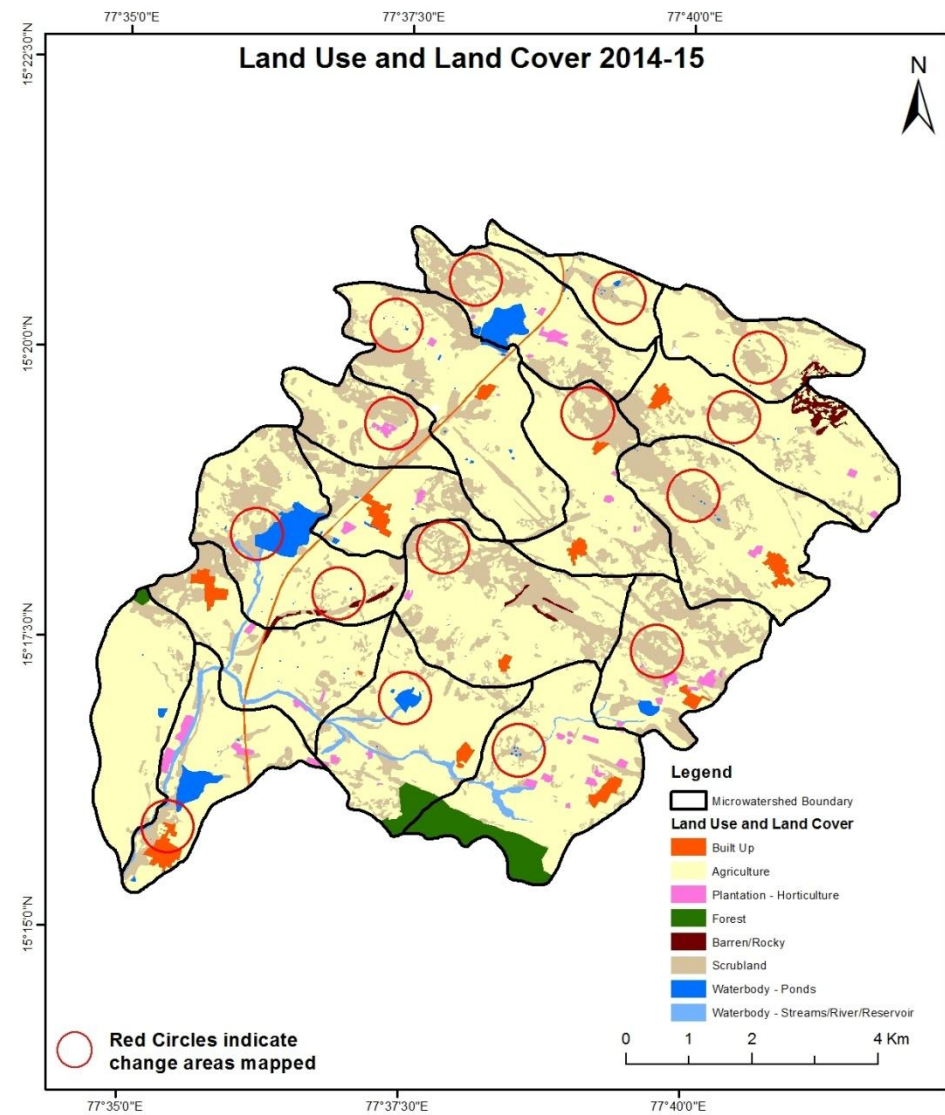 77°35'0"E
77°37'30"E
77°40'0"E
15°22'30"N
Land Use and Land Cover 2014-15
N
15°20'0"N
15°17'30"N
15°15'0"N
Legend
Microwatershed Boundary
Land Use and Land Cover
Built Up
Agriculture
Plantation - Horticulture
Forest
Barren/Rocky
Scrubland
Waterbody - Ponds
Waterbody - Streams/River/Reservoir
Red Circles indicate
change areas mapped
0 1 2 4 Km
77°35'0"E
77°37'30"E
77°40'0"E